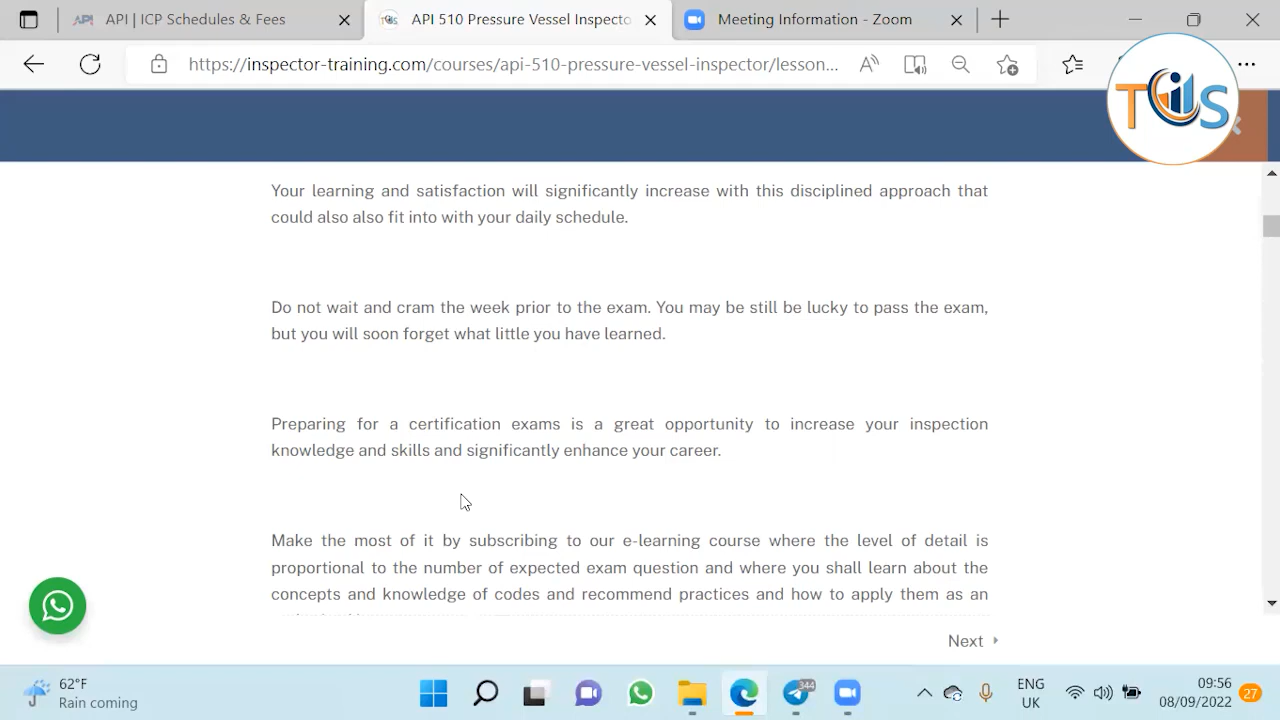 API API | ICP Schedules & Fees
API 510 Pressure Vessel Inspecto
Meeting Information - Zoom
https://inspector-training.com/courses/api-510-pressure-vessel-inspector/lesson...
TCILS
Your learning and satisfaction will significantly increase with this disciplined approach that
could also also fit into with your daily schedule.
Do not wait and cram the week prior to the exam. You may be still be lucky to pass the exam,
but you will soon forget what little you have learned.
Preparing for a certification exams is a great opportunity to increase your inspection
knowledge and skills and significantly enhance your career.
Make the most of it by subscribing to our e-learning course where the level of detail is
proportional to the number of expected exam question and where you shall learn about the
concepts and knowledge of codes and recommend practices and how to apply them as an
Next
62°F
Rain coming
344
ENG
UK
09:56
08/09/2022
27